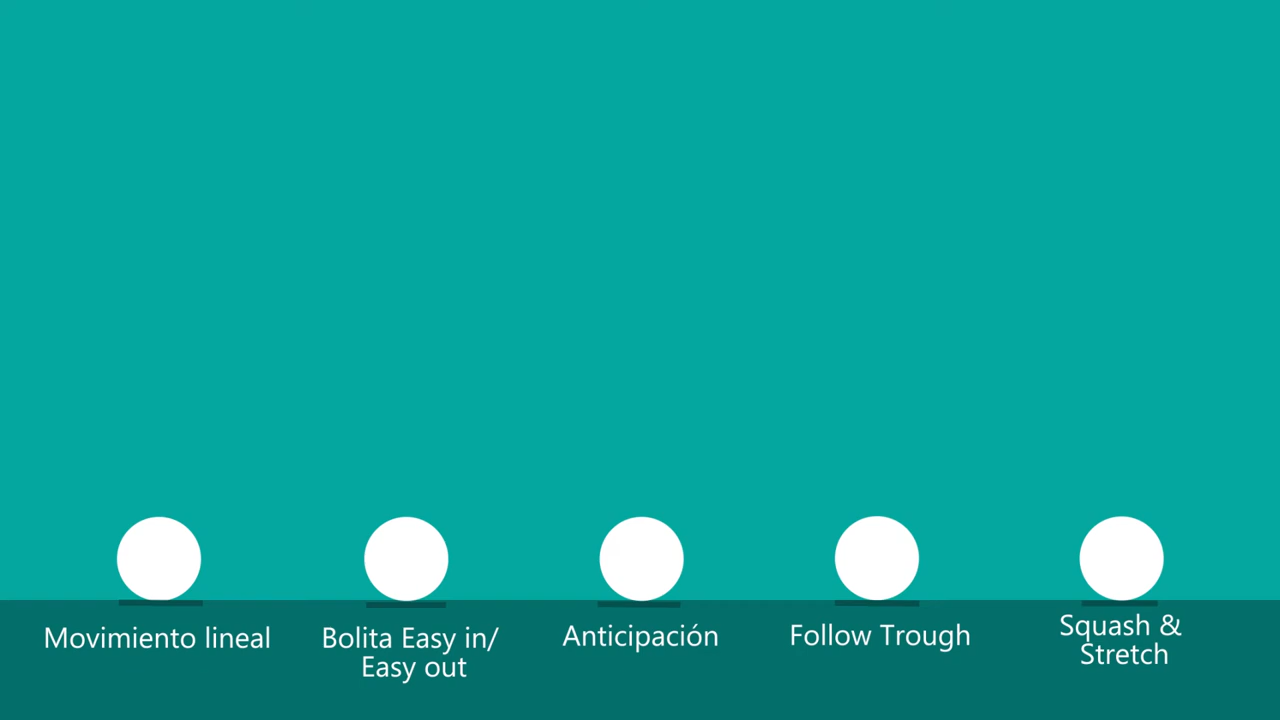 Movimiento lineal
Bolita Easy in/
Easy out
Anticipación
Follow Trough
Squash &
Stretch